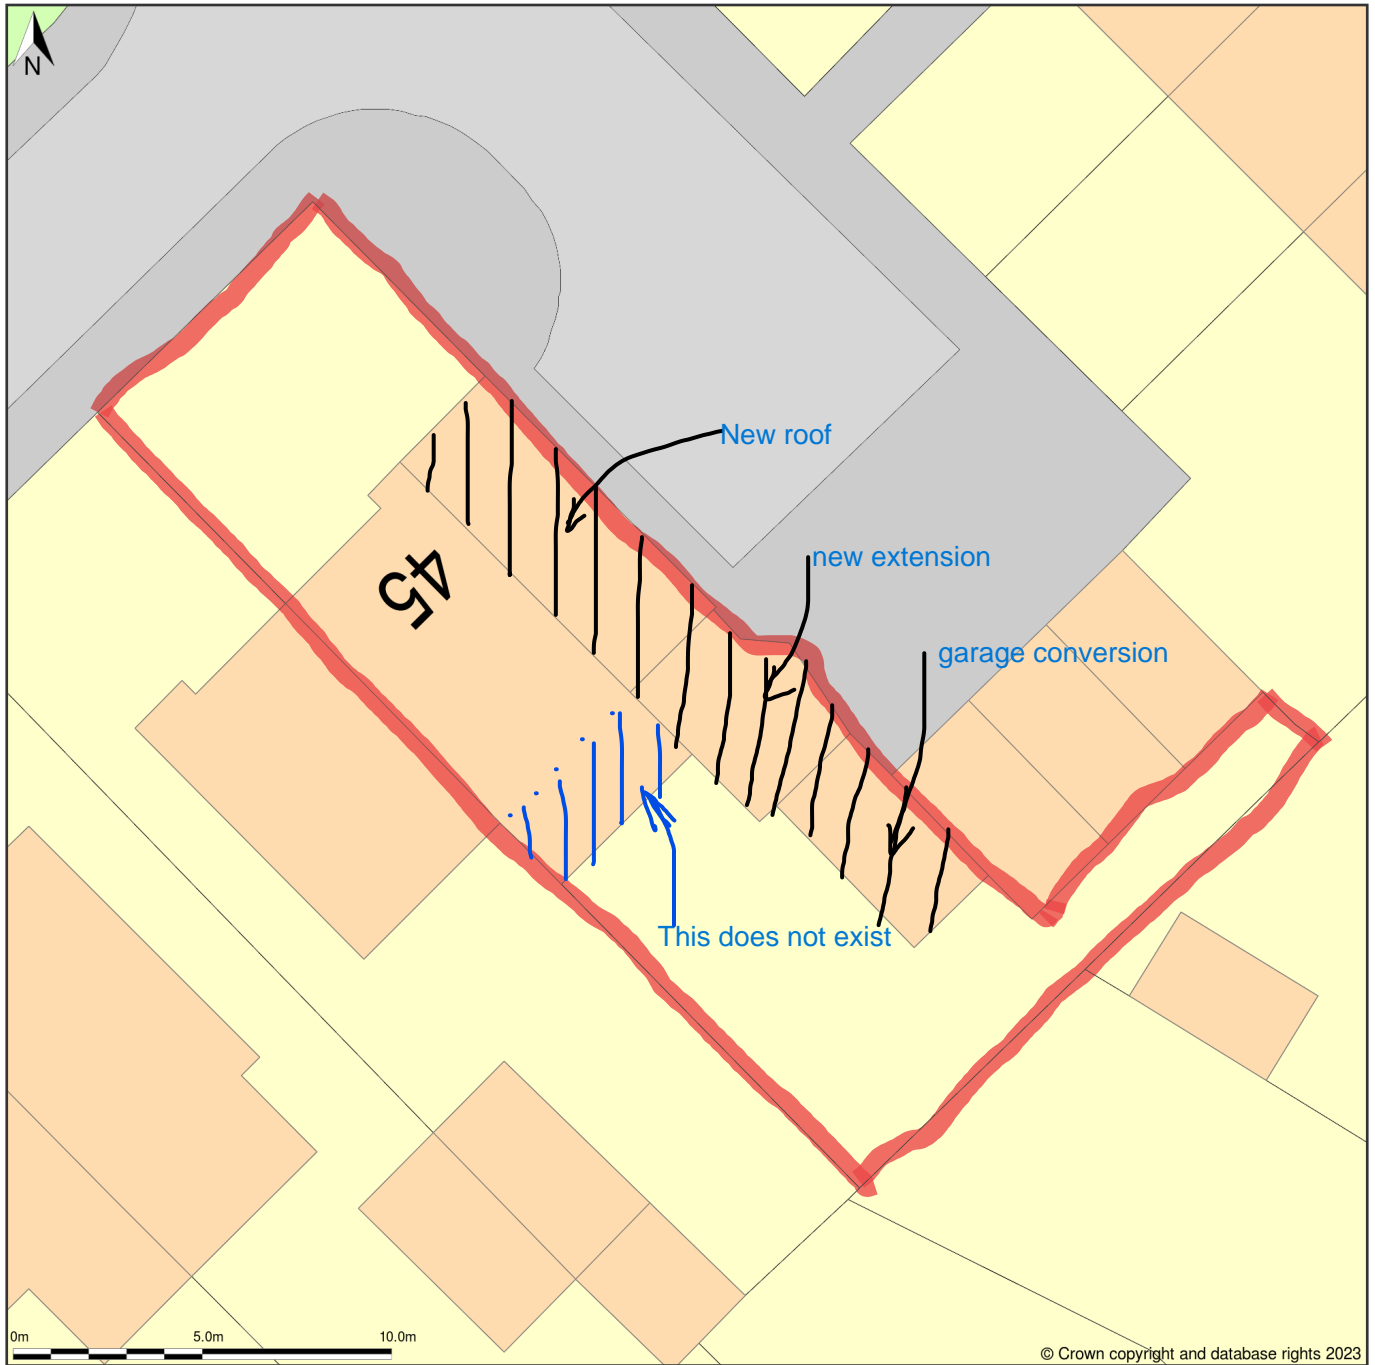 N
New roof
new extension
45
garage conversion
This does not exist
0m 5.0m 10.0m
© Crown copyright and database rights 2023